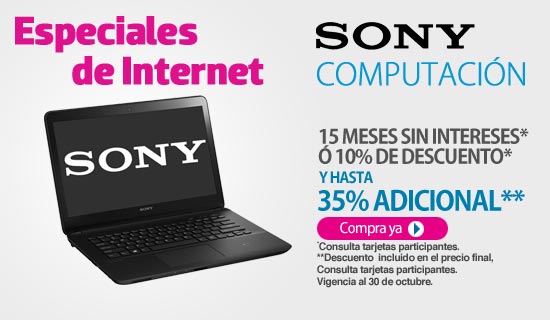 Especiales
de Internet
SONY
SONY
SONY
COMPUTACIÓN
15 MESES SIN INTERESES*
Ó 10% DE DESCUENTO*
Y HASTA
35% ADICIONAL**
Compra ya
*Consulta tarjetas participantes.
**Descuento incluido en el precio final,
Consulta tarjetas participantes.
Vigencia al 30 de octubre.